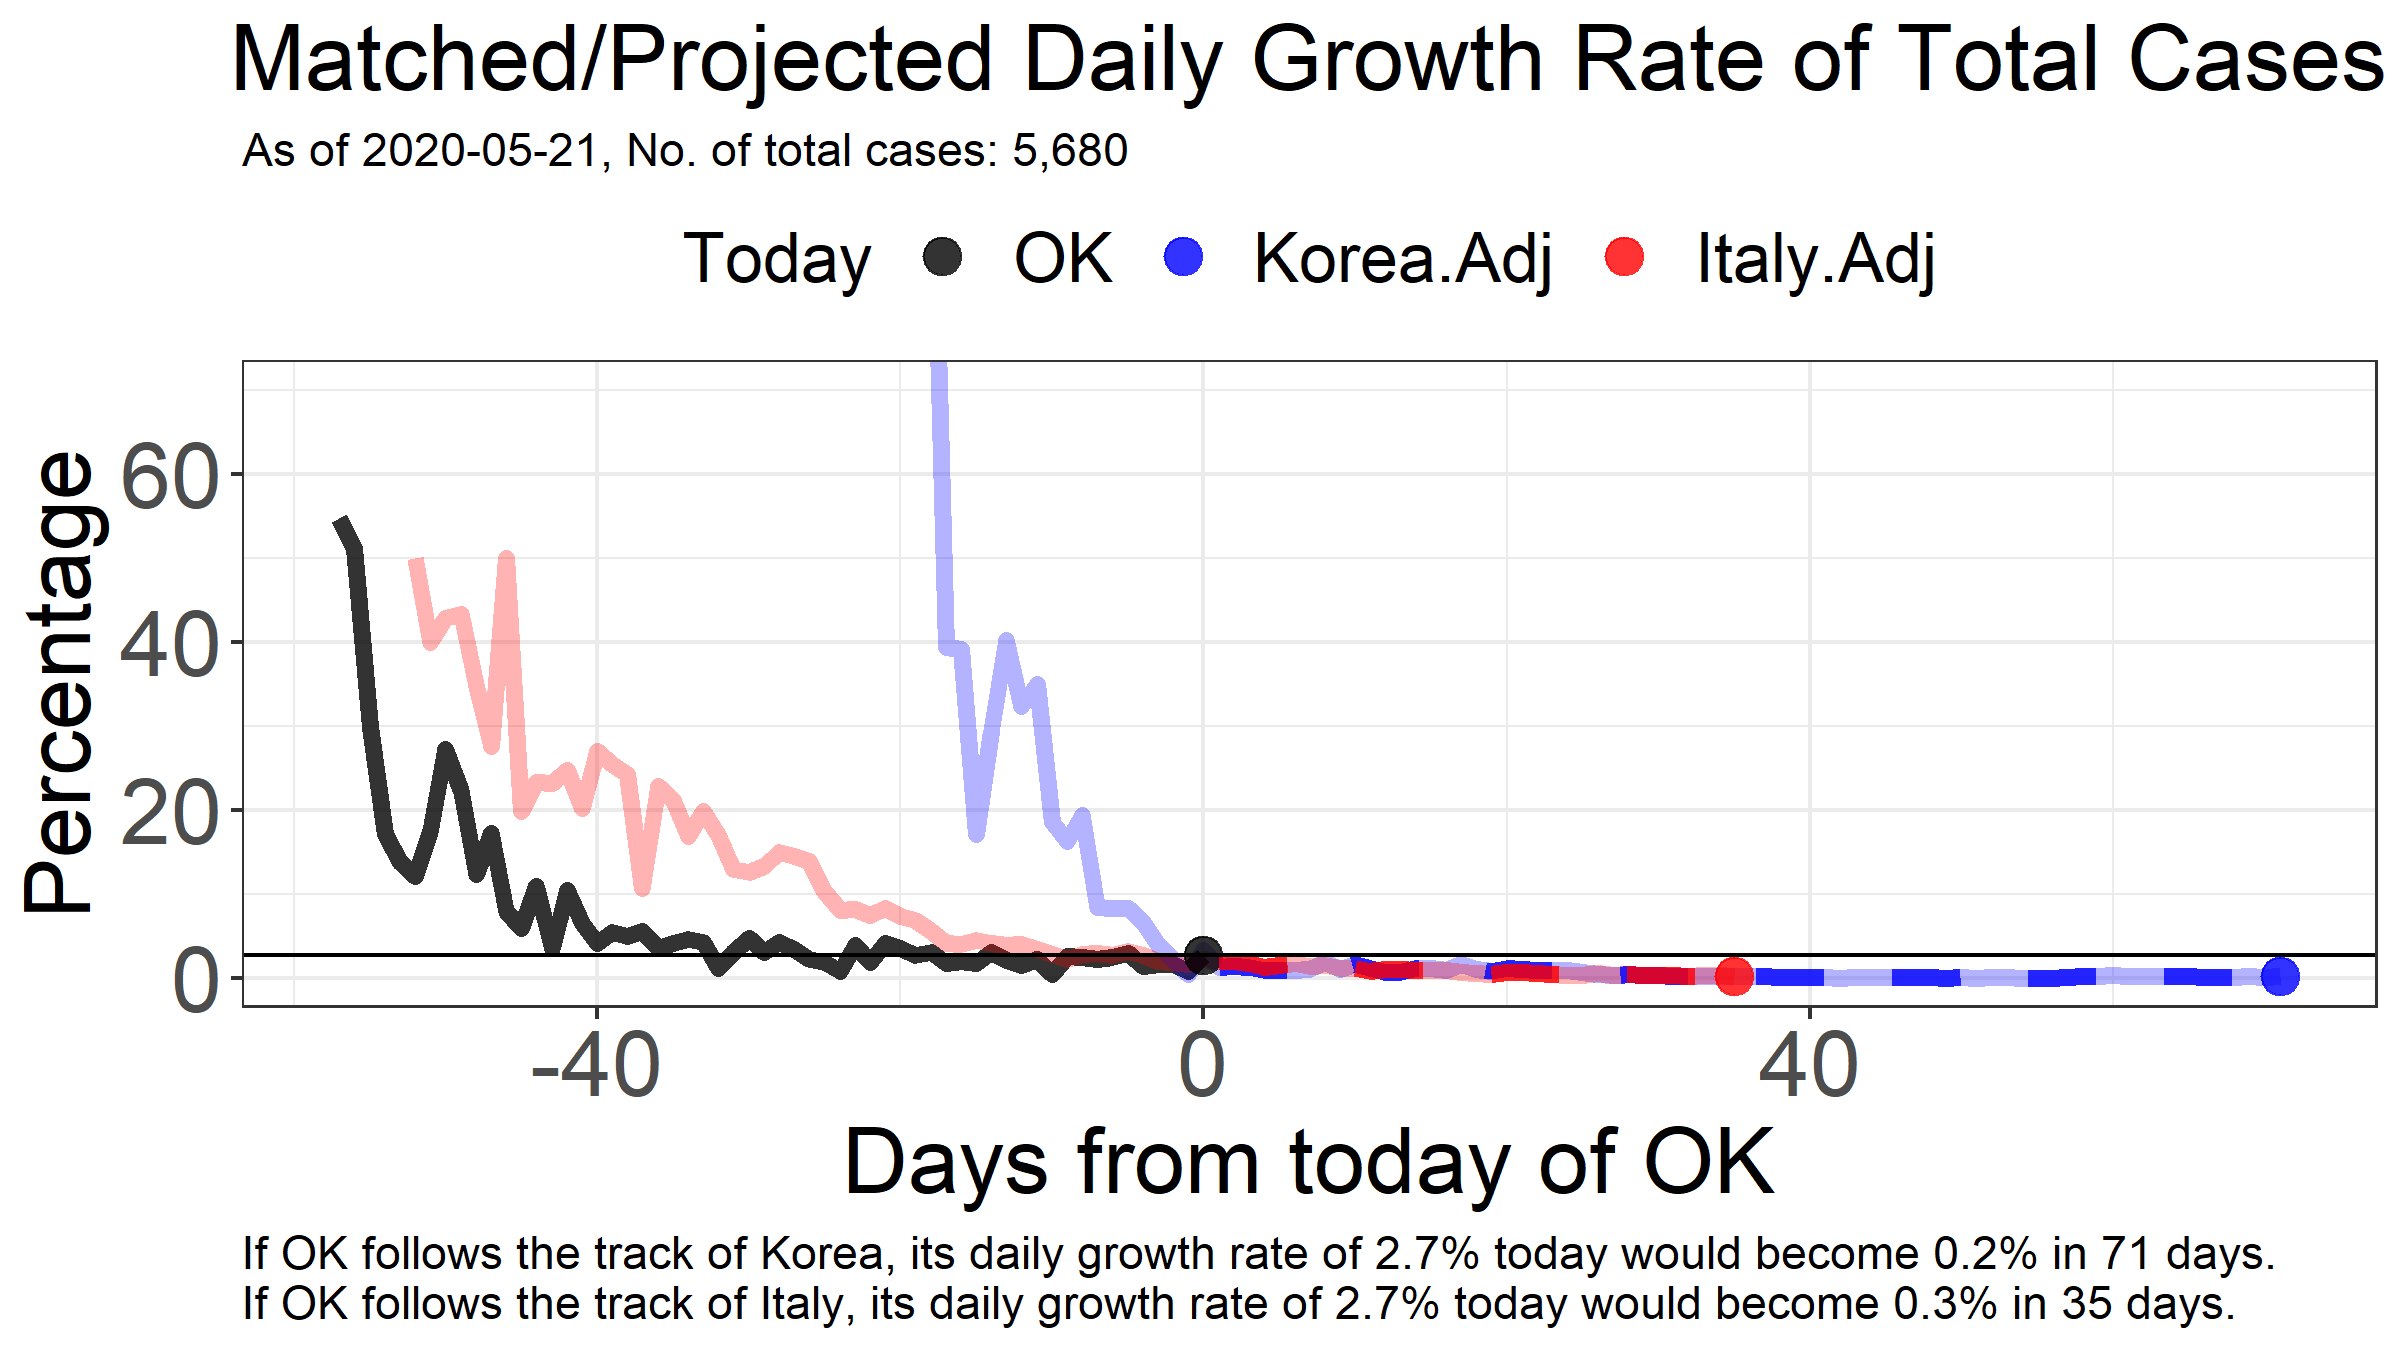 Matched/Projected Daily Growth Rate of Total Cases
As of 2020-05-21, No. of total cases: 5,680
Today OK Korea.Adj Italy.Adj
Percentage
60
40
20
0
-40 0 40
Days from today of OK
If OK follows the track of Korea, its daily growth rate of 2.7% today would become 0.2% in 71 days.
If OK follows the track of Italy, its daily growth rate of 2.7% today would become 0.3% in 35 days.